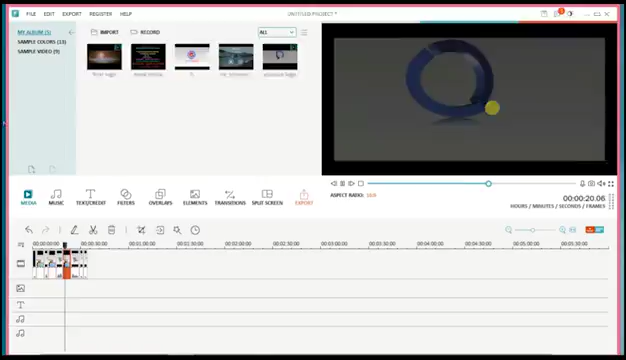 FILE EDIT EXPORT REGISTER HELP
UNTITLED PROJECT *
MY ALBUM (5)
SAMPLE COLORS (13)
SAMPLE VIDEO (9)
IMPORT RECORD
ALL
MEDIA MUSIC TEXT/CREDIT FILTERS OVERLAYS ELEMENTS TRANSITIONS SPLIT SCREEN EXPORT
ASPECT RATIO: 16:9
00:00:20.06
HOURS / MINUTES / SECONDS / FRAMES
00:00:00:00 00:00:30:00 00:01:00:00 00:01:30:00 00:02:00:00 00:02:30:00 00:03:00:00 00:03:30:00 00:04:00:00 00:04:30:00 00:05:00:00 00:05:30:00